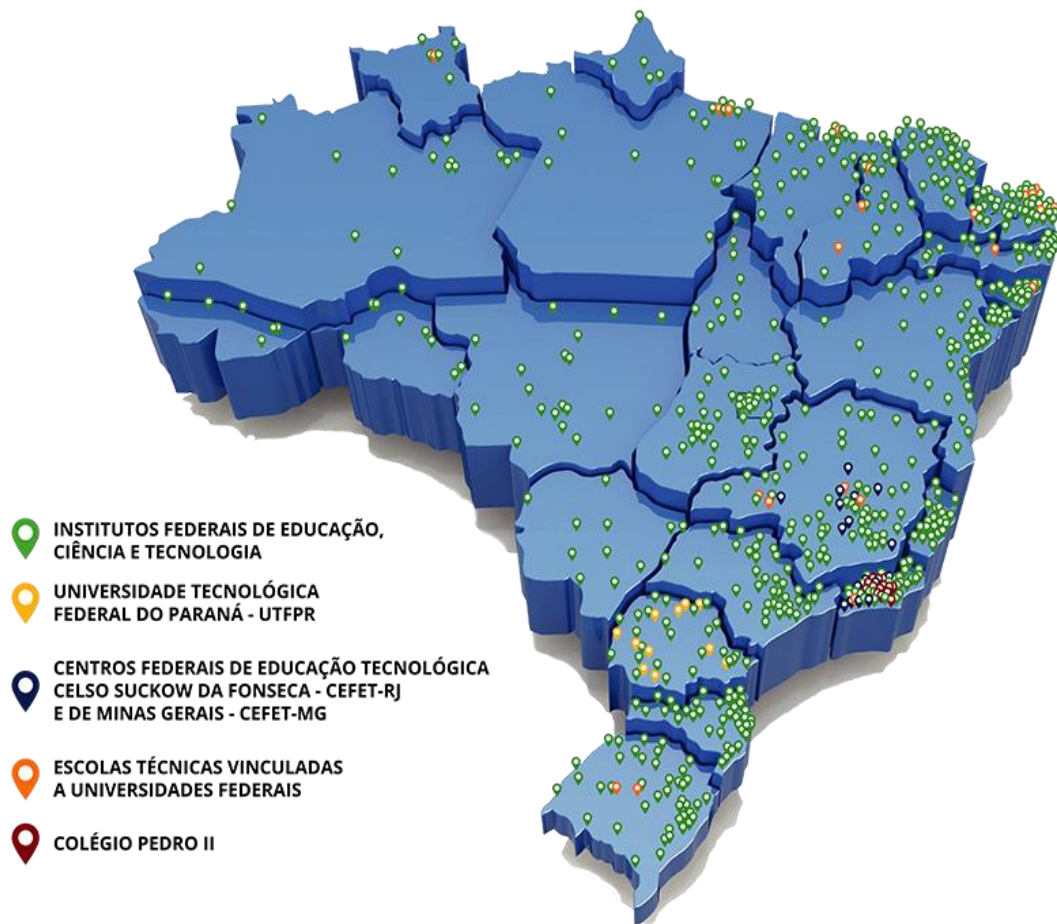 INSTITUTOS FEDERAIS DE EDUCAÇÃO,
CIÊNCIA E TECNOLOGIA
UNIVERSIDADE TECNOLÓGICA
FEDERAL DO PARANÁ - UTFPR
CENTROS FEDERAIS DE EDUCAÇÃO TECNOLÓGICA
CELSO SUCKOW DA FONSECA - CEFET-RJ
E DE MINAS GERAIS - CEFET-MG
ESCOLAS TÉCNICAS VINCULADAS
A UNIVERSIDADES FEDERAIS
COLÉGIO PEDRO II